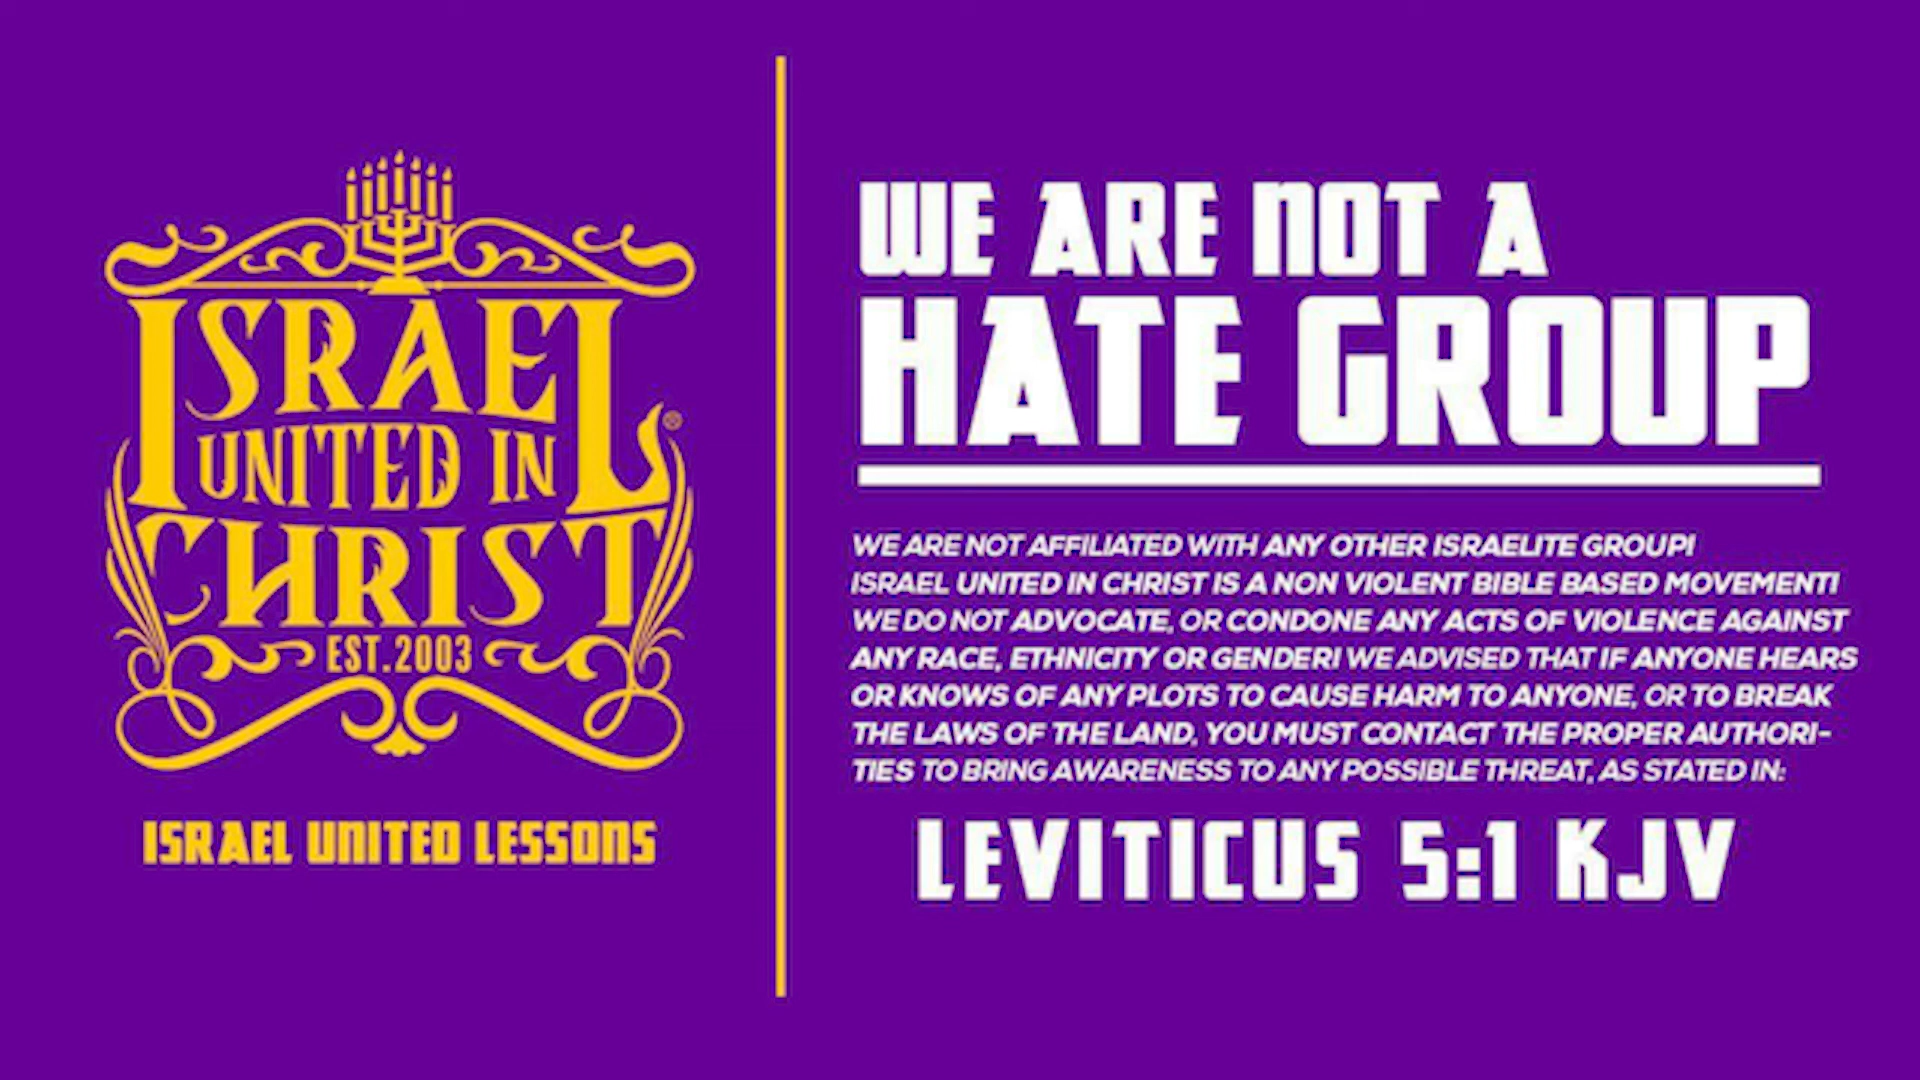 ISRAEL
UNITED IN
CHRIST
®
EST.2003
ISRAEL UNITED LESSONS
WE ARE NOT A
HATE GROUP
WE ARE NOT AFFILIATED WITH ANY OTHER ISRAELITE GROUP!
ISRAEL UNITED IN CHRIST IS A NON VIOLENT BIBLE BASED MOVEMENT!
WE DO NOT ADVOCATE, OR CONDONE ANY ACTS OF VIOLENCE AGAINST
ANY RACE, ETHNICITY OR GENDER! WE ADVISED THAT IF ANYONE HEARS
OR KNOWS OF ANY PLOTS TO CAUSE HARM TO ANYONE, OR TO BREAK
THE LAWS OF THE LAND, YOU MUST CONTACT THE PROPER AUTHORI-
TIES TO BRING AWARENESS TO ANY POSSIBLE THREAT, AS STATED IN:
LEVITICUS 5:1 KJV